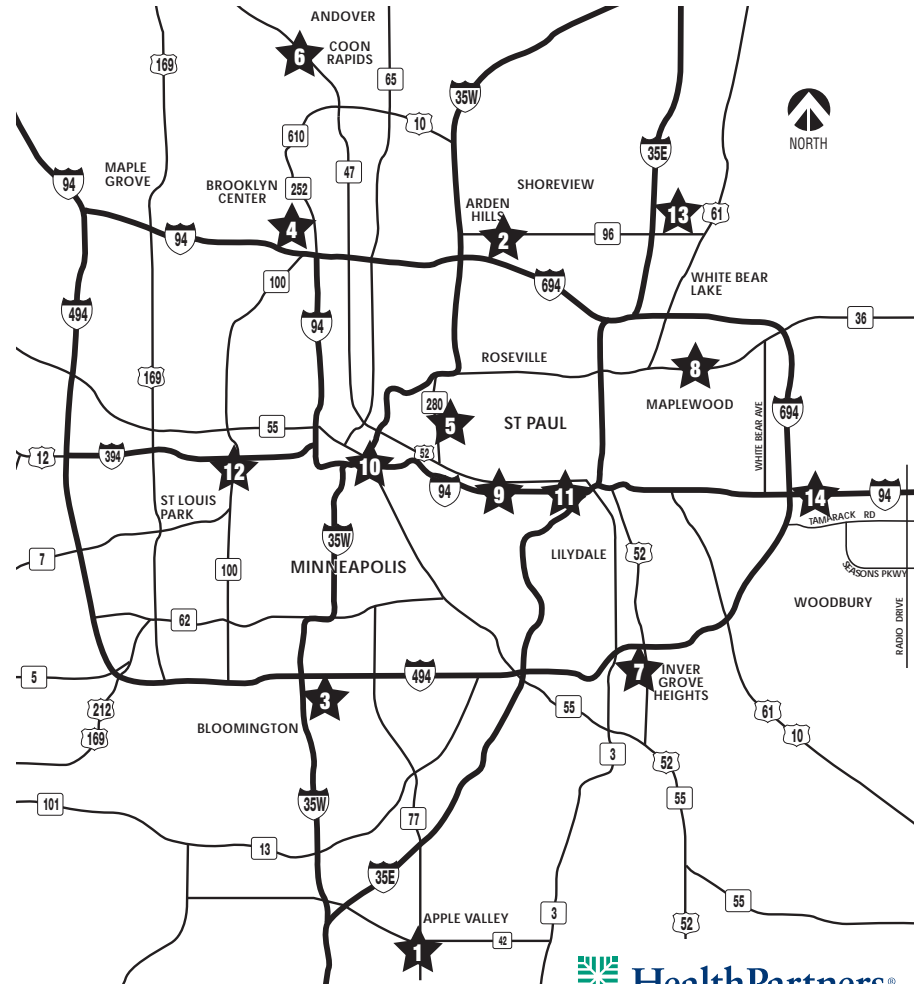 ANDOVER
6
COON
RAPIDS
169
65
35W
10
610
47
NORTH
35E
94
MAPLE
GROVE
BROOKLYN
CENTER
252
SHOREVIEW
ARDEN
HILLS
13
61
4
2
96
94
100
694
WHITE BEAR
LAKE
494
94
36
ROSEVILLE
8
169
MAPLEWOOD
280
5
ST PAUL
694
55
52
WHITE BEAR AVE
12
394
12
10
94
9
11
14
94
ST LOUIS
PARK
TAMARACK RD
35W
52
7
100
MINNEAPOLIS
LILYDALE
SEASONS PKWY
WOODBURY
RADIO DRIVE
62
5
494
7
INVER
GROVE
HEIGHTS
3
212
BLOOMINGTON
55
61
169
10
3
52
101
35W
55
77
13
35E
55
3
APPLE VALLEY
52
1
42
HealthPartners®